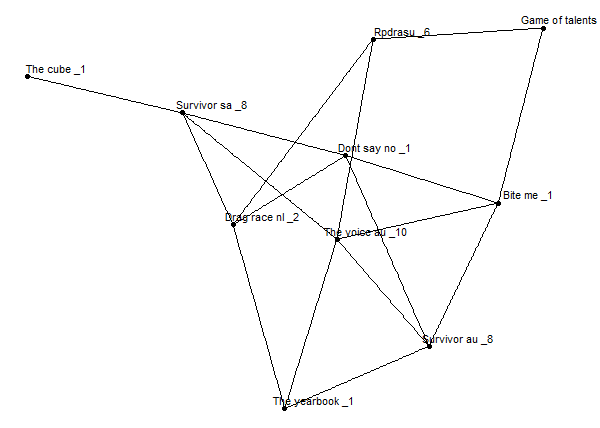 Game of talents
Rpdrasu _6
The cube _1
Survivor sa _8
Dont say no _1
Bite me _1
Drag race nl _2
The voice au _10
Survivor au _8
The yearbook _1